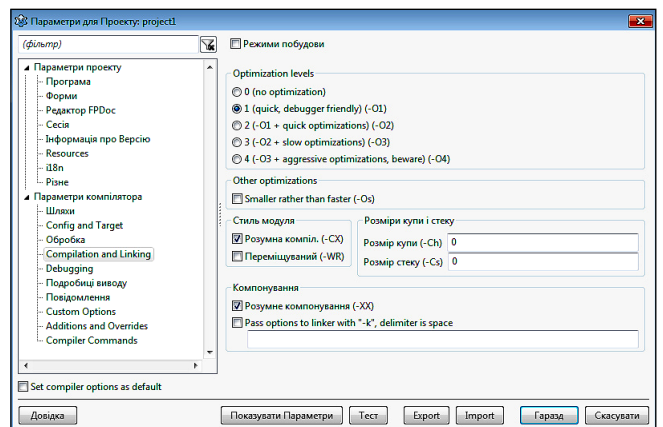 Параметри для Проекту: project1
(фільтр)
Режими побудови
Параметри проекту
Програма
Форми
Редактор FPDoc
Сесія
Інформація про Версію
Resources
i18n
Різне
Параметри компілятора
Шляхи
Config and Target
Обробка
Compilation and Linking
Debugging
Подробиці виводу
Повідомлення
Custom Options
Additions and Overrides
Compiler Commands
Optimization levels
0 (no optimization)
1 (quick, debugger friendly) (-O1)
2 (-O1 + quick optimizations) (-O2)
3 (-O2 + slow optimizations) (-O3)
4 (-O3 + aggressive optimizations, beware) (-O4)
Other optimizations
Smaller rather than faster (-Os)
Стиль модуля
Розумна компіл. (-CX)
Переміщуваний (-WR)
Розміри купи і стеку
Розмір купи (-Ch) 0
Розмір стеку (-Cs) 0
Компонування
Розумне компонування (-XX)
Pass options to linker with "-k", delimiter is space
Set compiler options as default
Довідка Показувати Параметри Тест Export Import Гаразд Скасувати